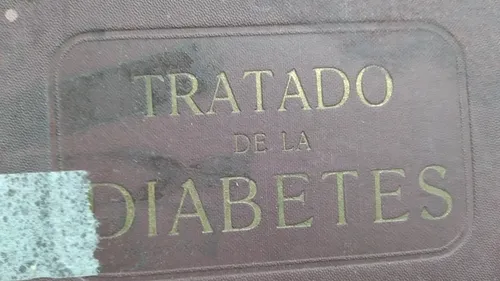 TRATADO
DE LA
DIABETES